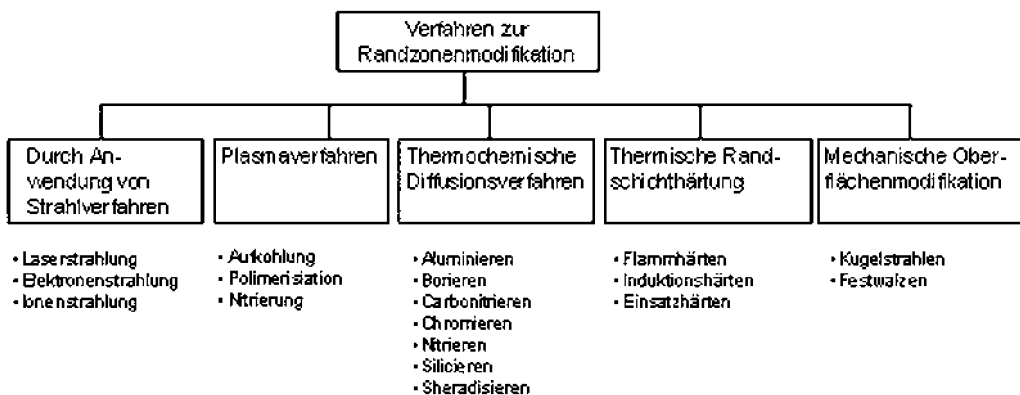 Verfahren zur
Randzonenmodifikation
Durch An-
wendung von
Strahlverfahren
• Laserstrahlung
• Elektronenstrahlung
• Ionenstrahlung
Plasmaverfahren
• Aufkohlung
• Polimerisiation
• Nitrierung
Thermochemische
Diffusionsverfahren
• Aluminieren
• Borieren
• Carbonitrieren
• Chromieren
• Nitrieren
• Silicieren
• Sheradisieren
Thermische Rand-
schichthärtung
• Flammhärten
• Induktionshärten
• Einsatzhärten
Mechanische Ober-
flächenmodifikation
• Kugelstrahlen
• Festwalzen